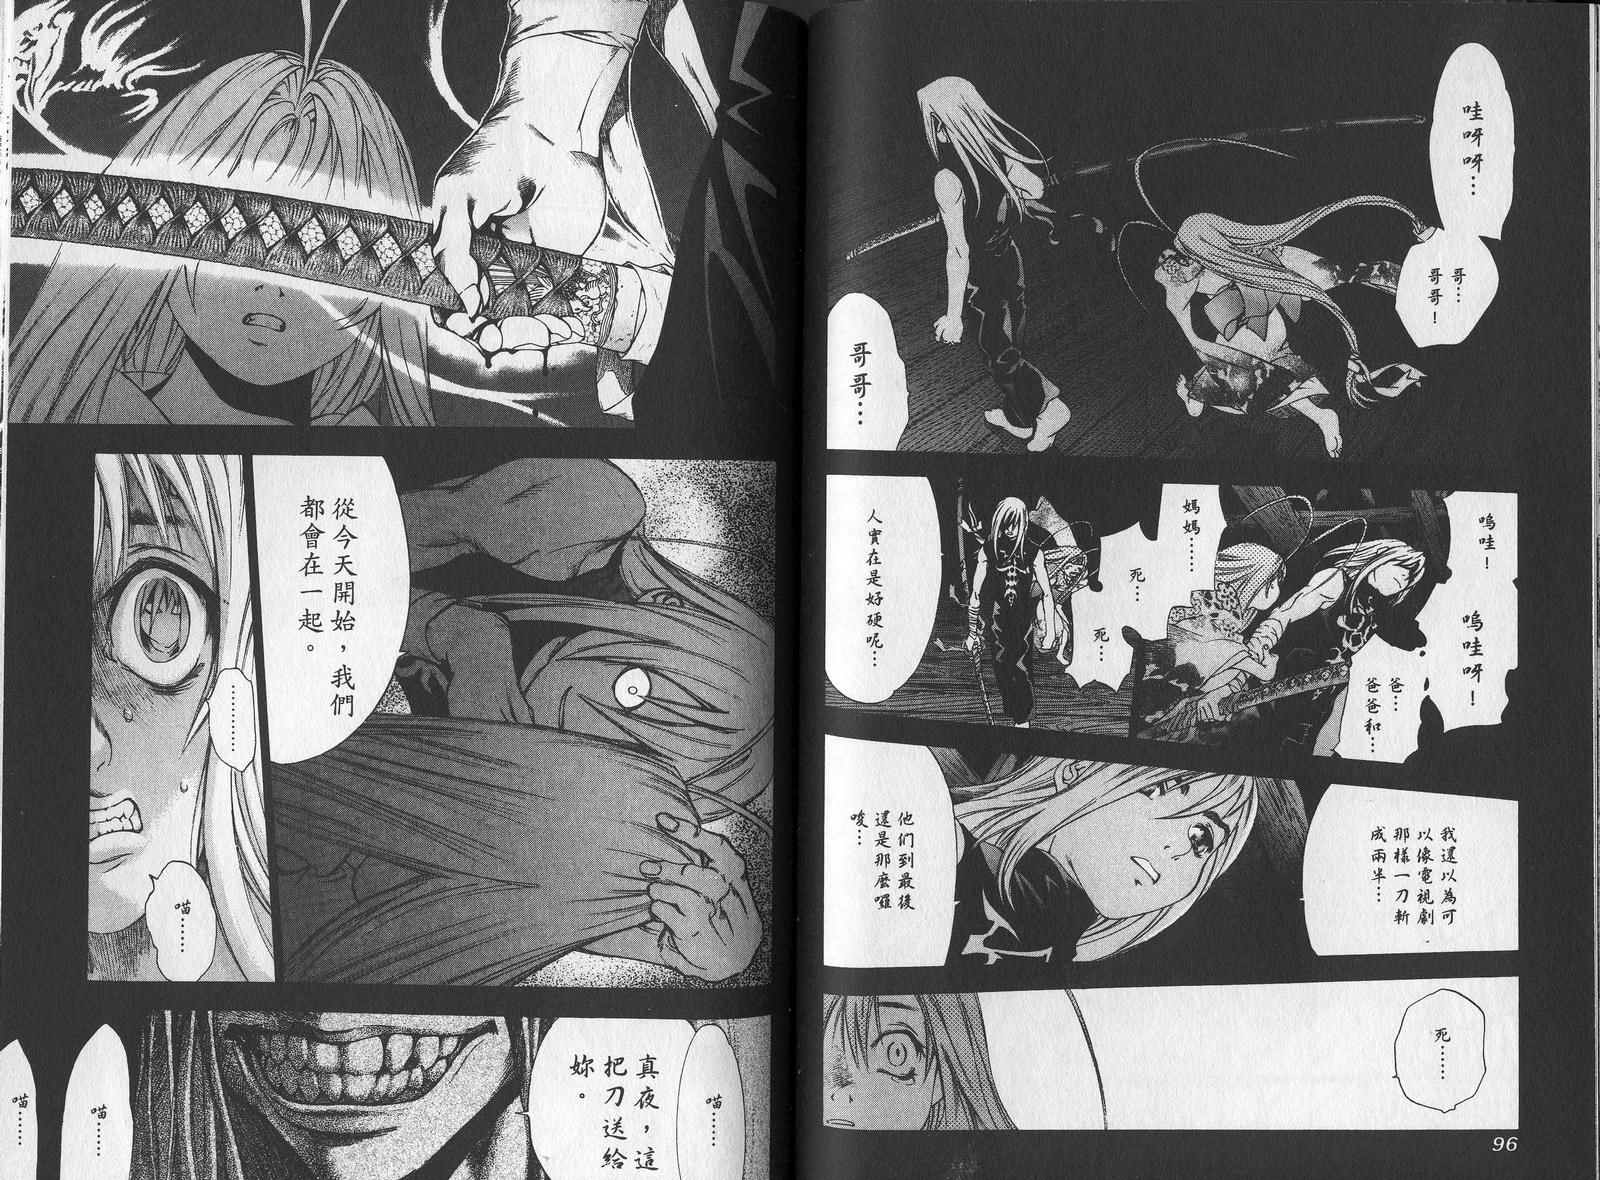 哇呀呀…
哥…
哥哥！
哥哥…
嗚哇！
嗚哇呀！
爸…
爸爸和…
媽媽……
死…
死…
人實在是好硬呢…
我還以為可
以像電視劇
那樣一刀斬
成兩半…
他们到最後
還是那麼囉
唆…
死……
96
從今天開始，我們
都會在一起。
………
喵……
喵……
真夜，這
把刀送給
妳。
喵……
喵……